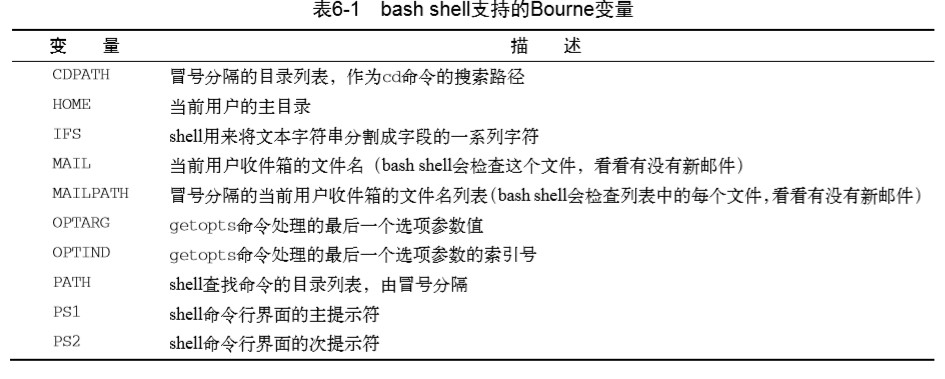 表6-1 bash shell支持的Bourne变量
变 量 描 述
CDPATH 冒号分隔的目录列表，作为cd命令的搜索路径
HOME 当前用户的主目录
IFS shell用来将文本字符串分割成字段的一系列字符
MAIL 当前用户收件箱的文件名（bash shell会检查这个文件，看看有没有新邮件）
MAILPATH 冒号分隔的当前用户收件箱的文件名列表（bash shell会检查列表中的每个文件，看看有没有新邮件）
OPTARG getopts命令处理的最后一个选项参数值
OPTIND getopts命令处理的最后一个选项参数的索引号
PATH shell查找命令的目录列表，由冒号分隔
PS1 shell命令行界面的主提示符
PS2 shell命令行界面的次提示符